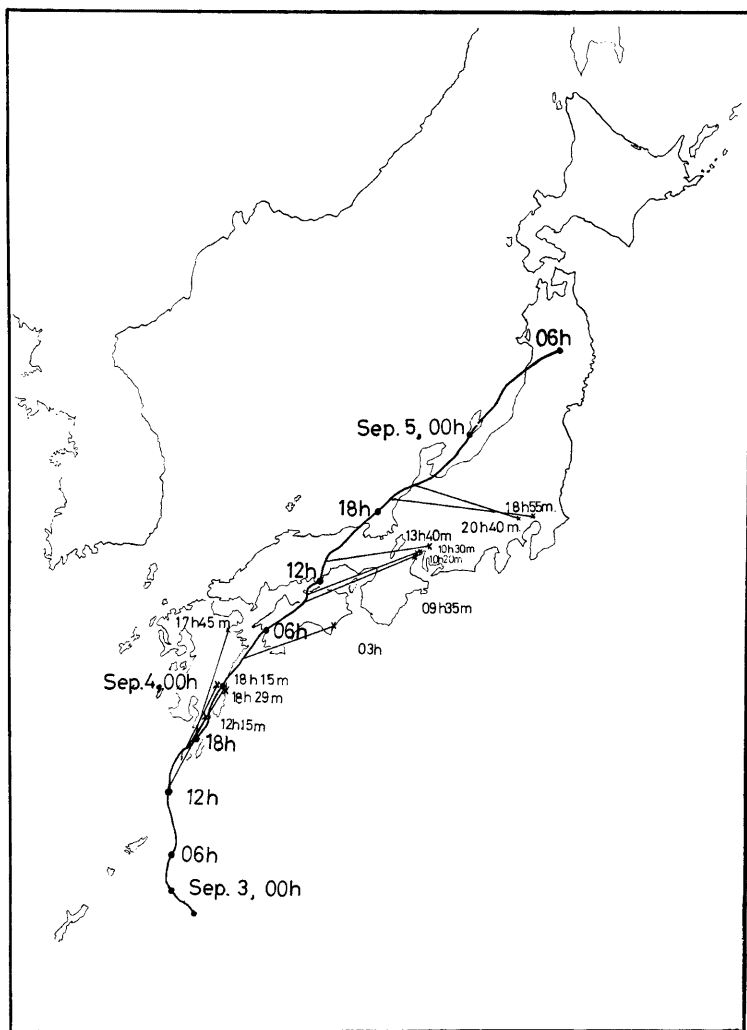 06h
Sep. 5, 00h
18h
18h55m.
20h40m.
13h40m
10h30m
10h20m
12h
09h35m
17h45m
06h
03h
Sep. 4, 00h
18h15m
18h29m
12h15m
18h
12h
06h
Sep. 3, 00h